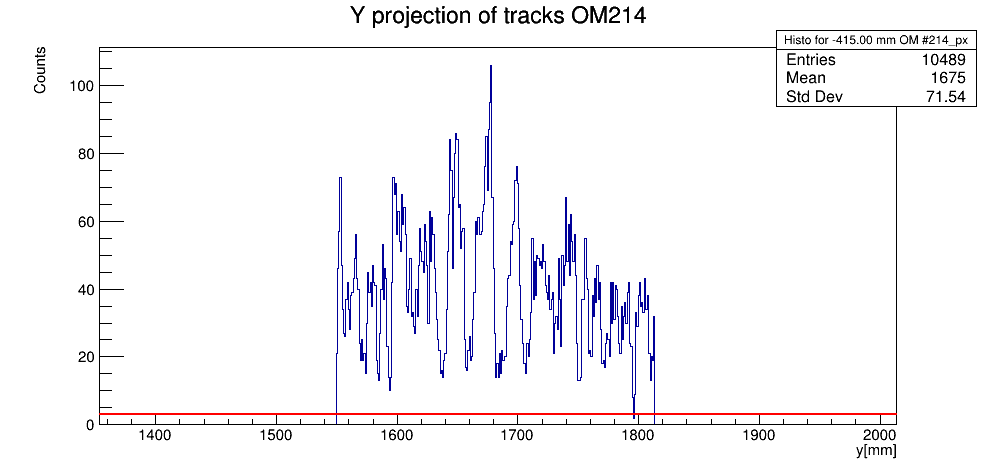 Y projection of tracks OM214
Histo for -415.00 mm OM #214_px
Entries 10489
Mean 1675
Std Dev 71.54
Counts
100
80
60
40
20
0
1400 1500 1600 1700 1800 1900 2000
y[mm]